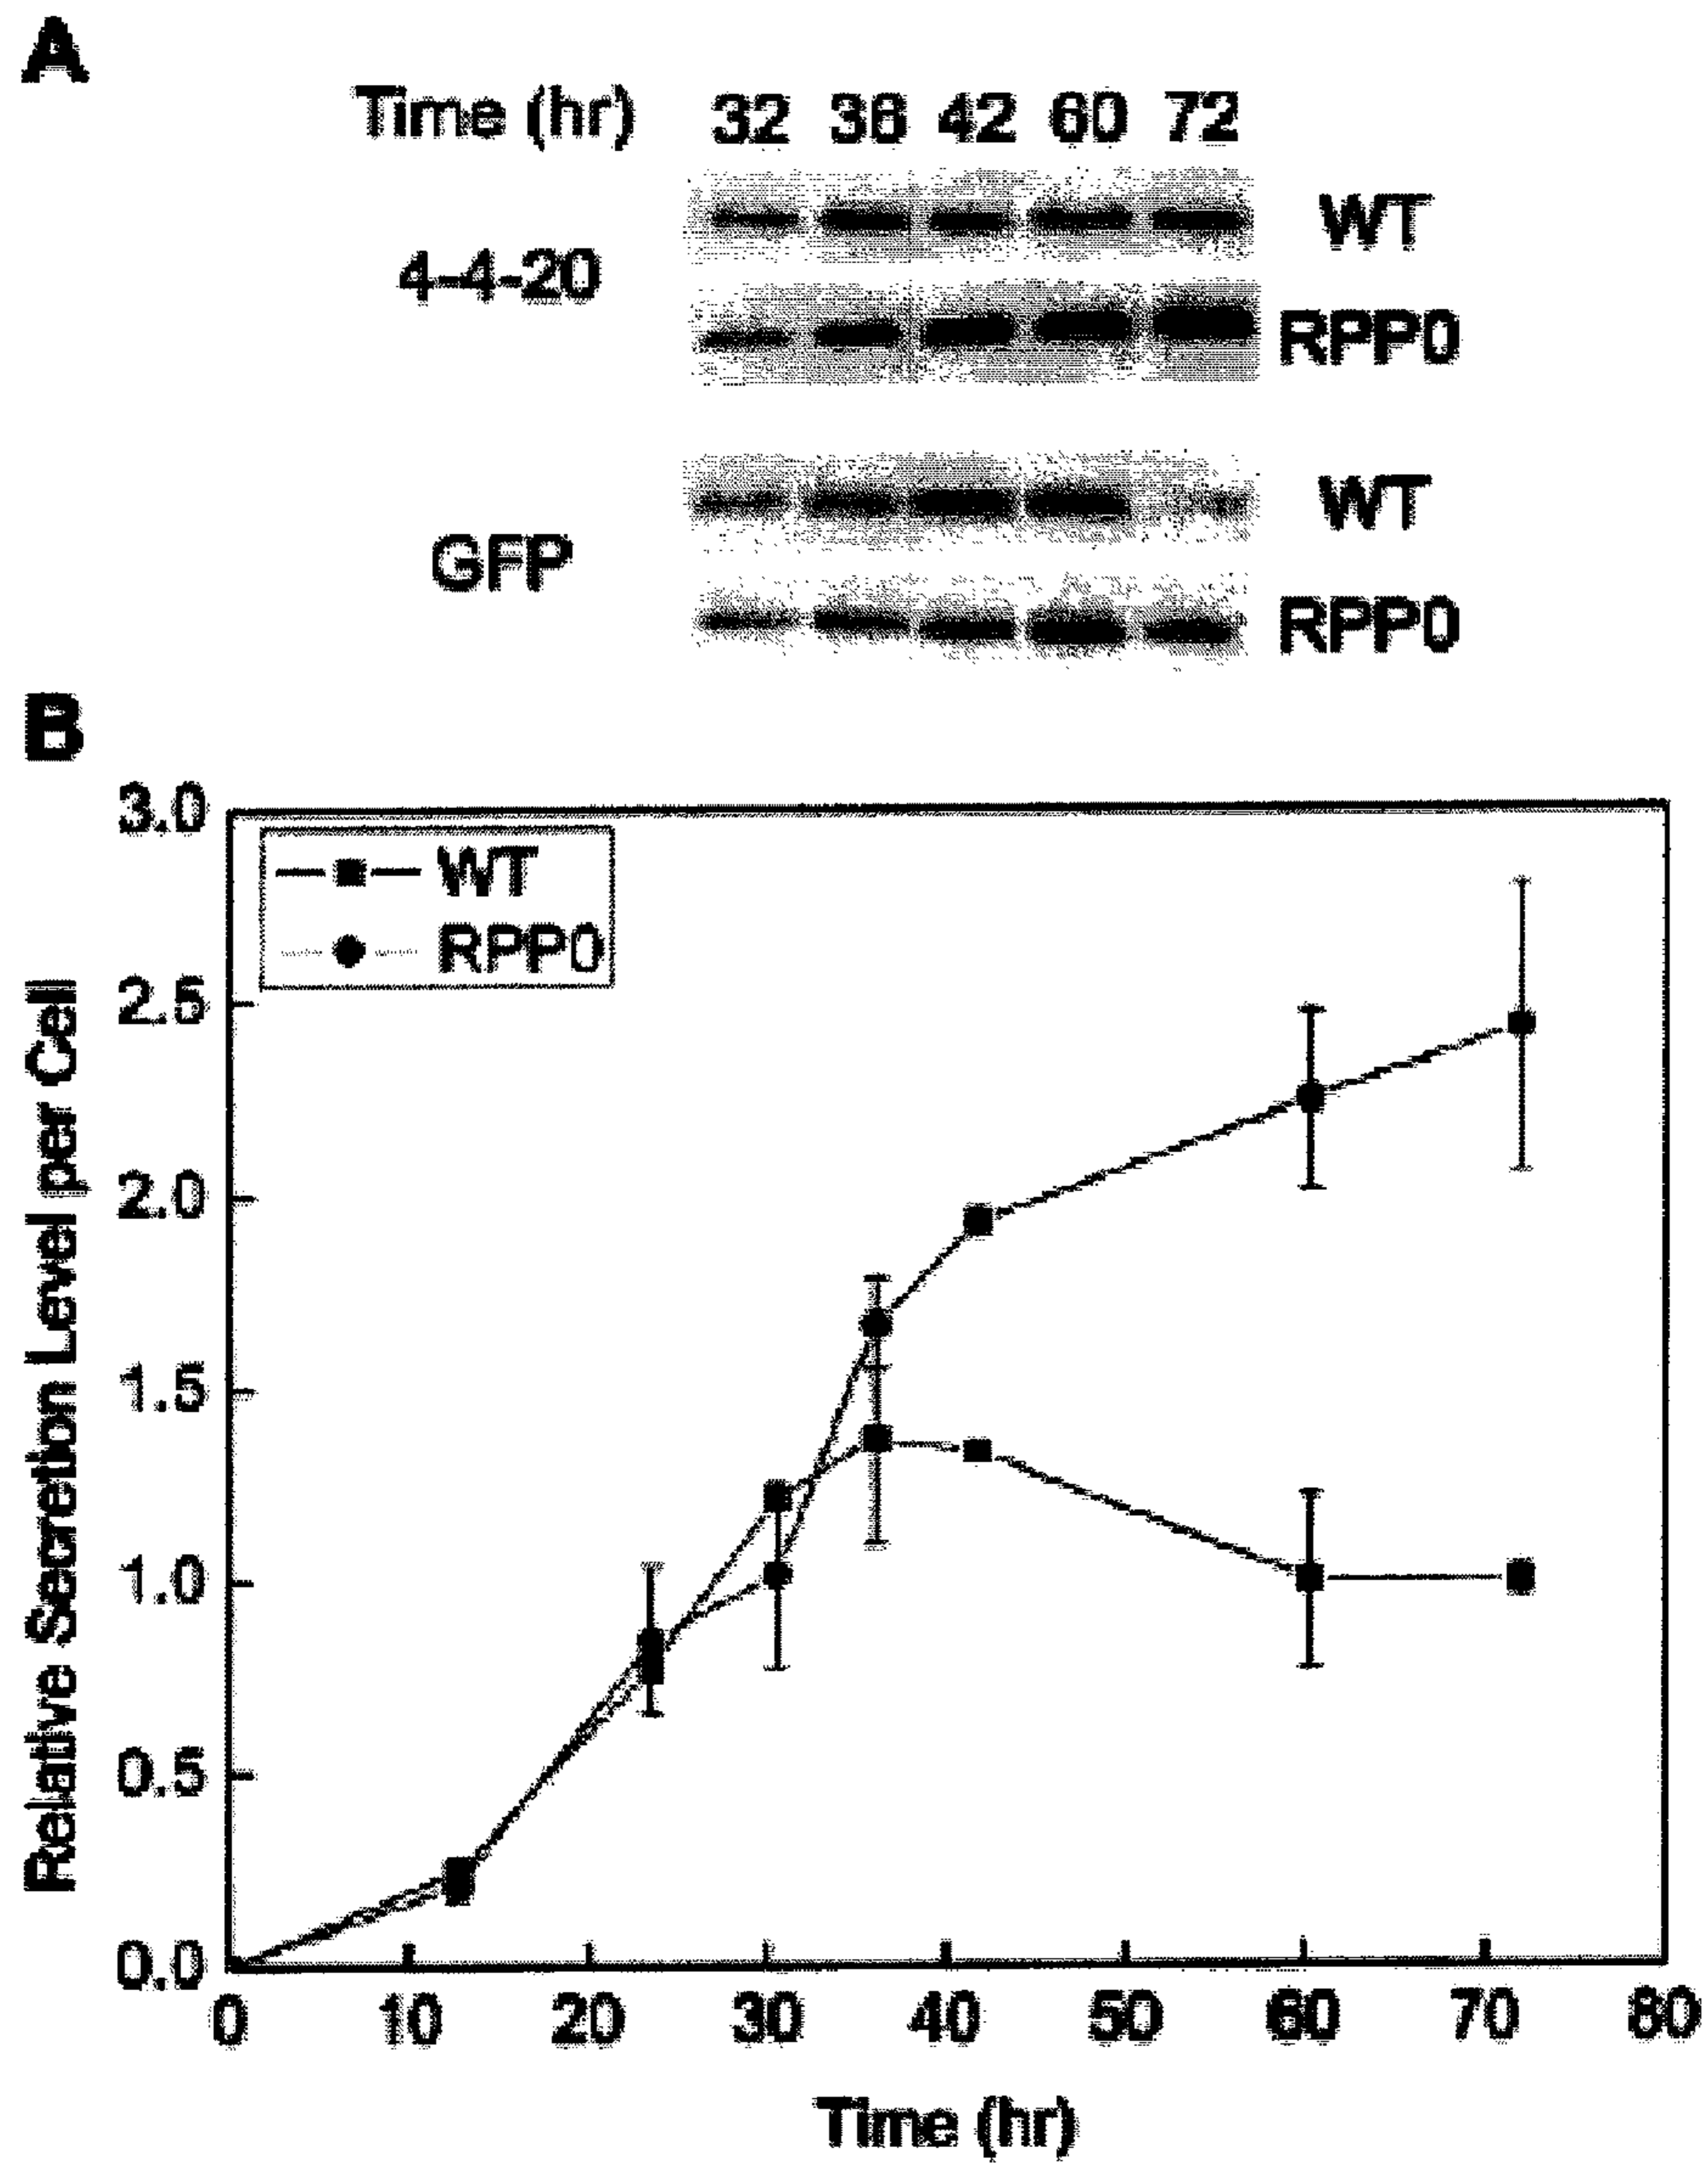 A
Time (hr) 32 36 42 60 72
WT
4-4-20
RPP0
WT
GFP
RPP0
B
3.0
WT
RPP0
2.5
2.0
1.5
1.0
0.5
0.0
0 10 20 30 40 50 60 70 80
Relative Secretion Level per Cell
Time (hr)